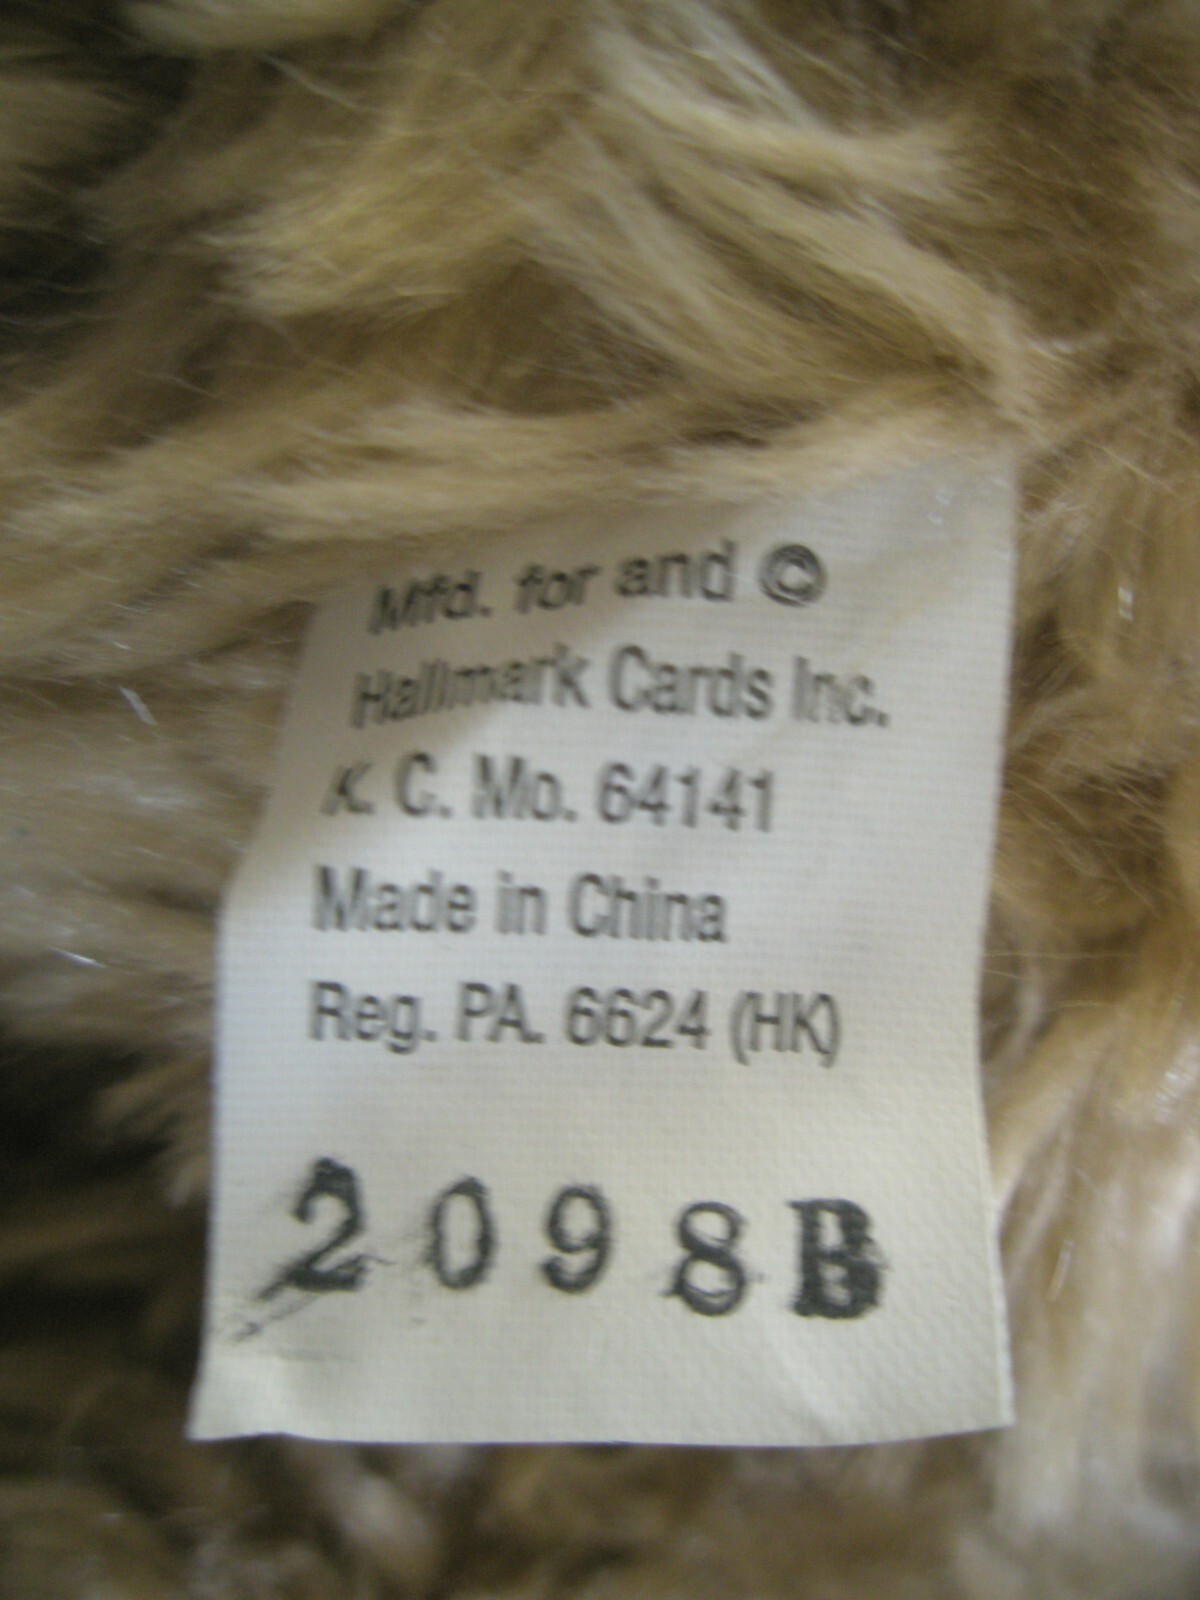 Mfd. for and ©
Hallmark Cards Inc.
K. C. Mo. 64141
Made in China
Reg. PA. 6624 (HK)
2098B